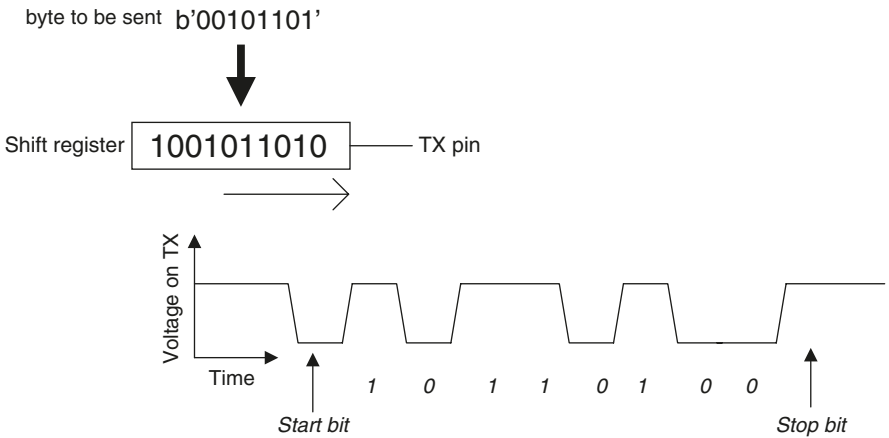 byte to be sent b'00101101'
Shift register 1001011010 TX pin
Voltage on TX
Time
1 0 1 1 0 1 0 0
Start bit Stop bit